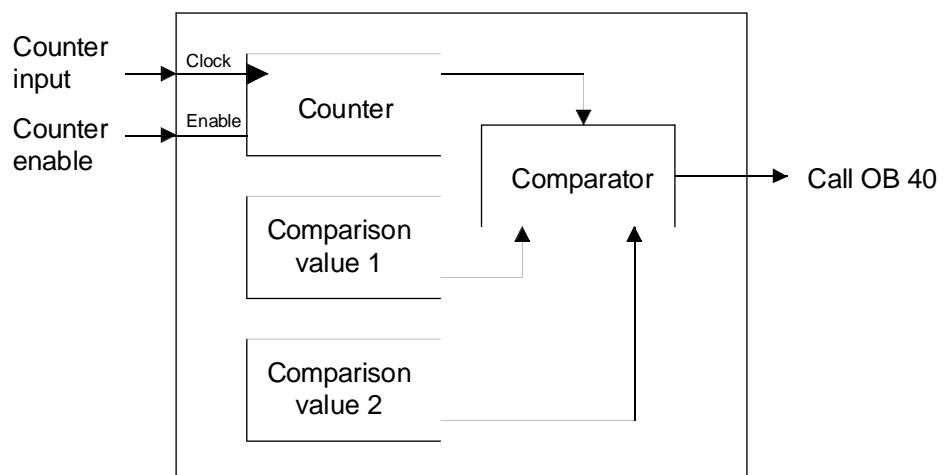 Counter
input
Clock
Counter
enable
Enable
Counter
Comparator
Call OB 40
Comparison
value 1
Comparison
value 2